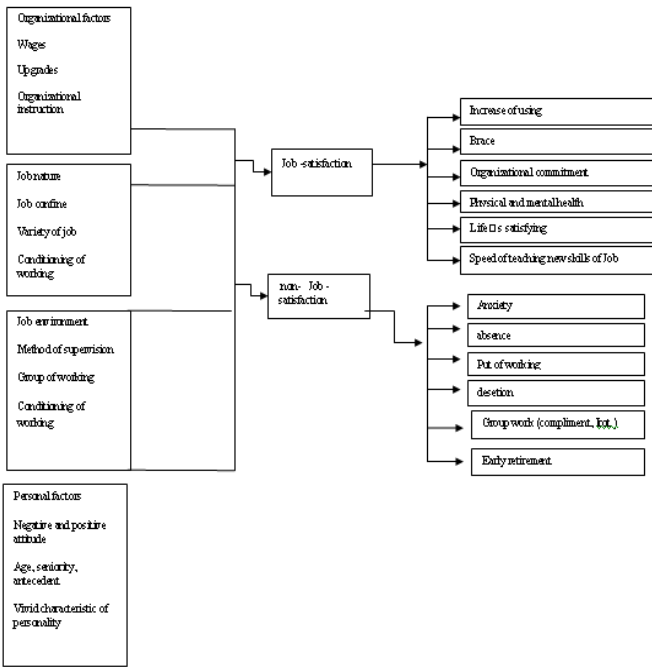 Organizational factors
Wages
Upgrades
Organizational
instruction
Job nature
Job confine
Variety of job
Conditioning of
working
Job environment
Method of supervision
Group of working
Conditioning of
working
Personal factors
Negative and positive
attitude
Age, seniority,
antecedent
Vivid characteristic of
personality
Job -satisfaction
non- Job -
satisfaction
Increase of using
Brace
Organizational commitment
Physical and mental health
Life□s satisfying
Speed of teaching new skills of Job
Anxiety
absence
Put of working
desetion
Group work (compliment,
Early retirement